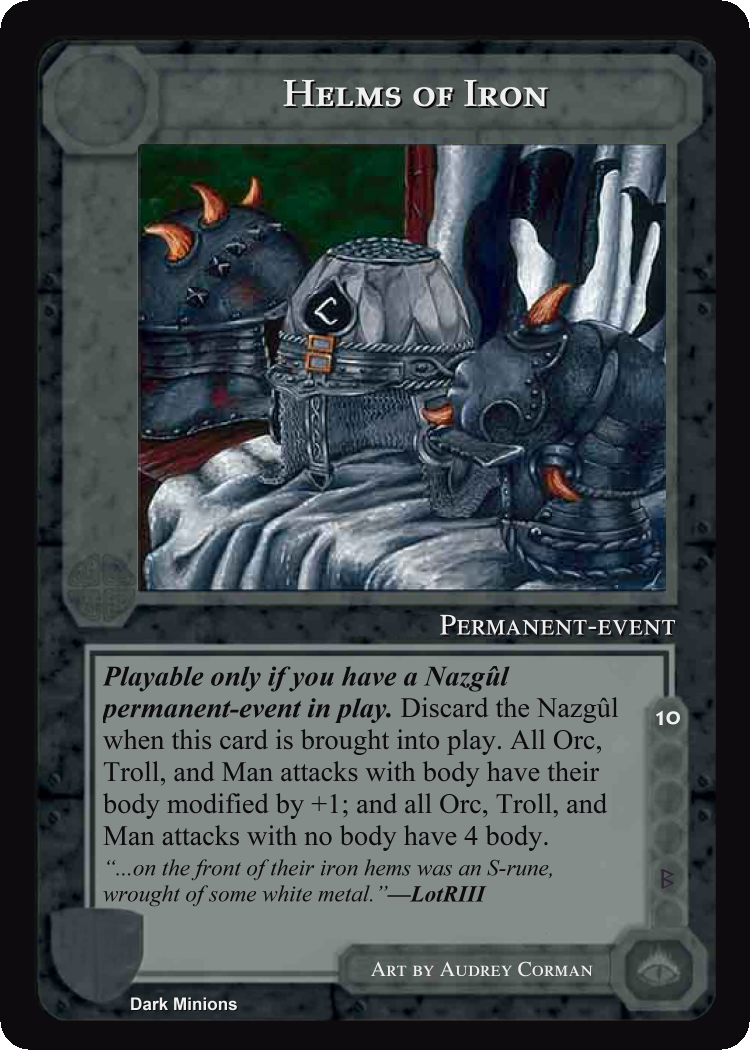 Helms of Iron
Permanent-event
Playable only if you have a Nazgûl
permanent-event in play. Discard the Nazgûl
when this card is brought into play. All Orc,
Troll, and Man attacks with body have their
body modified by +1; and all Orc, Troll, and
Man attacks with no body have 4 body.
“...on the front of their iron hems was an S-rune,
wrought of some white metal.”—LotRIII
10
B
Art by Audrey Corman
Dark Minions